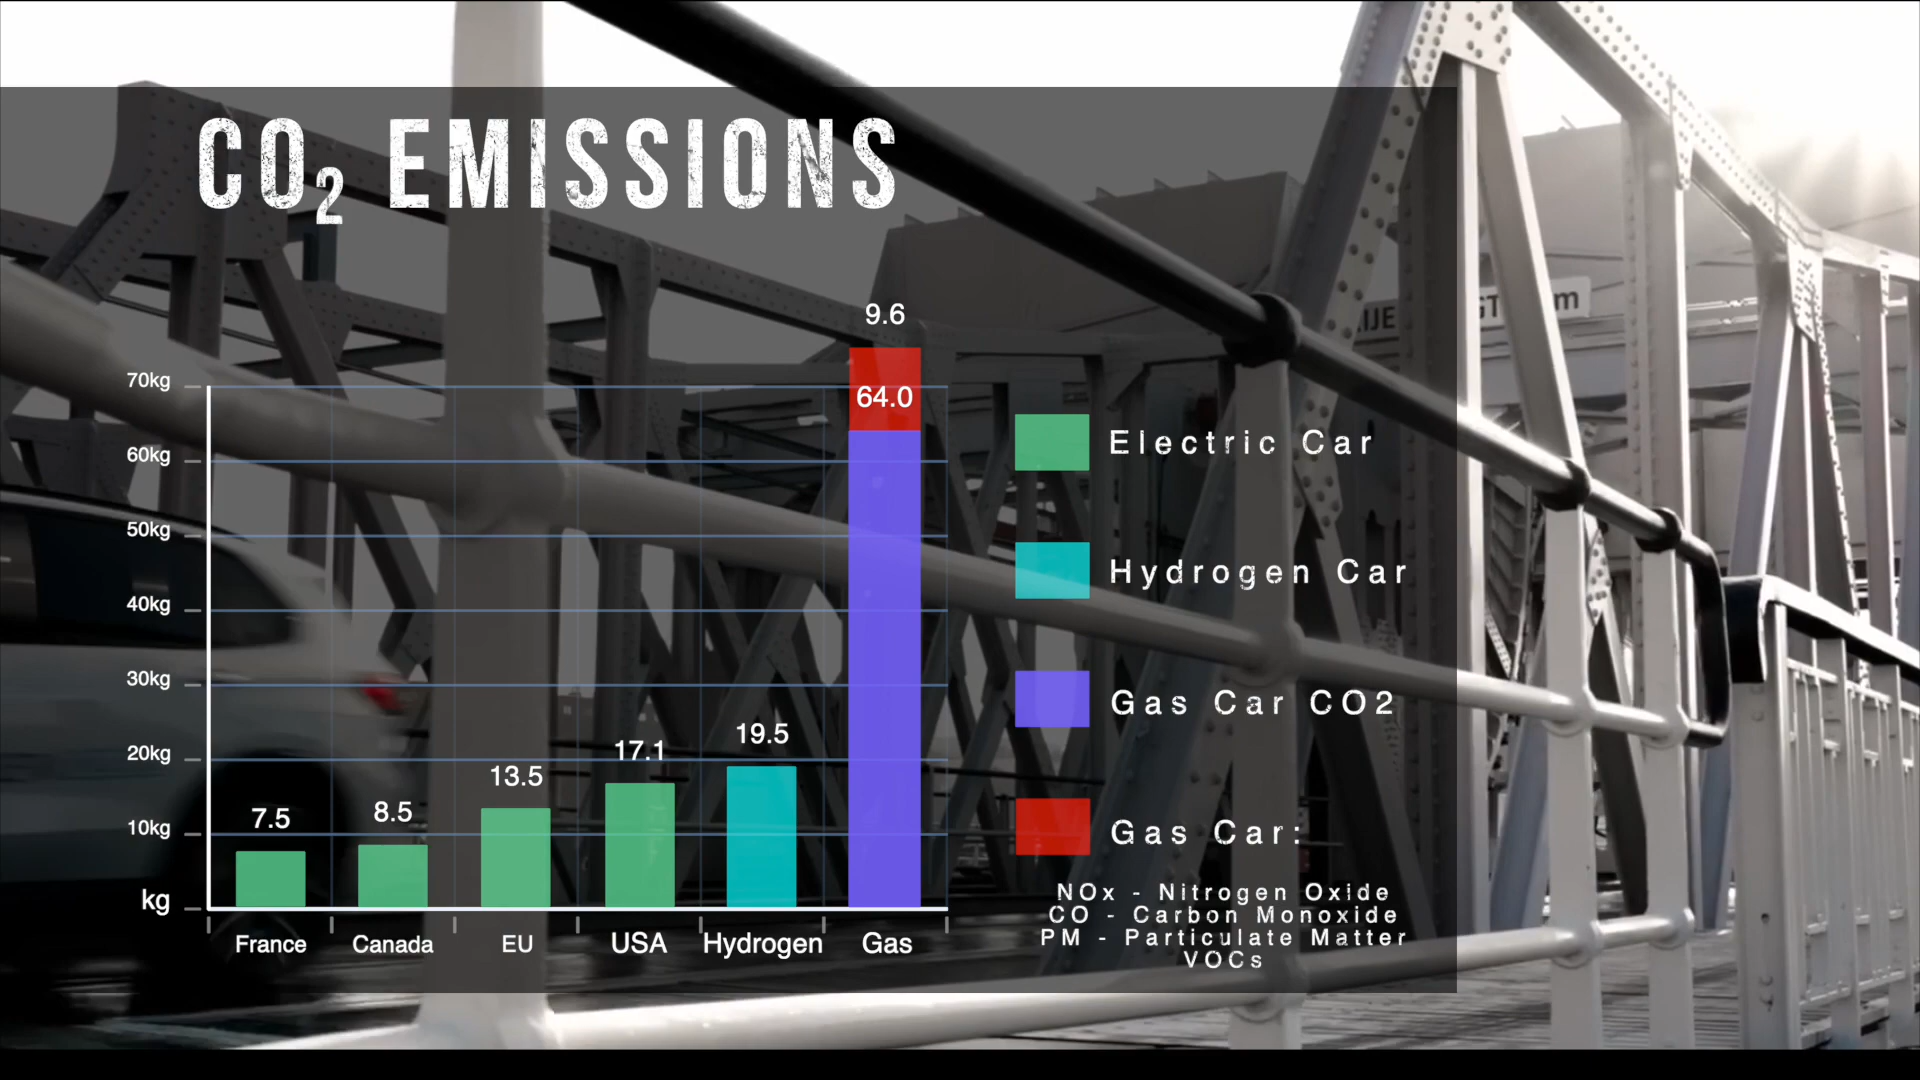 CO₂ EMISSIONS
9.6
64.0
70kg
60kg
50kg
40kg
30kg
20kg
10kg
kg
7.5
8.5
13.5
17.1
19.5
France
Canada
EU
USA
Hydrogen
Gas
Electric Car
Hydrogen Car
Gas Car CO2
Gas Car:
NOx - Nitrogen Oxide
CO - Carbon Monoxide
PM - Particulate Matter
VOCs